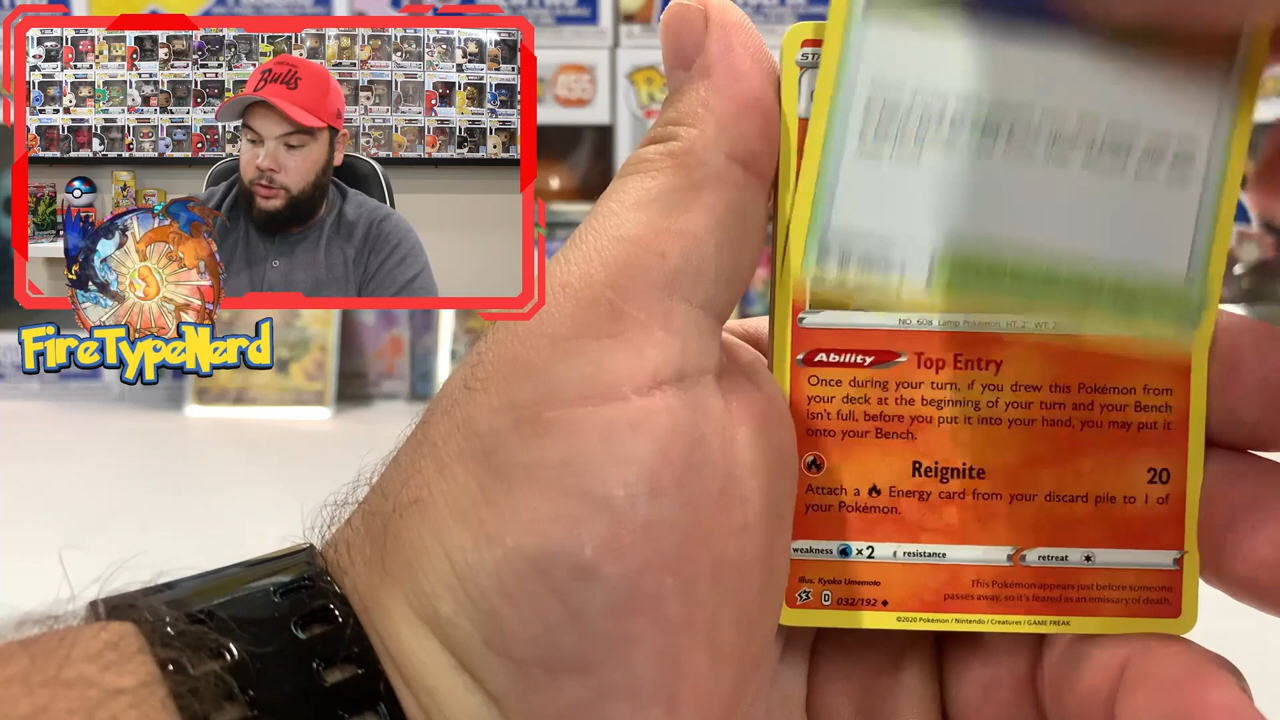 Bulls
FireTypeNerd
455
STA
NO. 608 Lamp Pokémon HT: 2' WT: 2
Ability Top Entry
Once during your turn, if you drew this Pokémon from
your deck at the beginning of your turn and your Bench
isn't full, before you put it into your hand, you may put it
onto your Bench.
Reignite 20
Attach a Energy card from your discard pile to 1 of
your Pokémon.
weakness ×2 resistance retreat
illus. Kyoko Umemoto
This Pokémon appears just before someone
passes away, so it's feared as an emissary of death.
D 032/192
©2020 Pokémon / Nintendo / Creatures / GAME FREAK